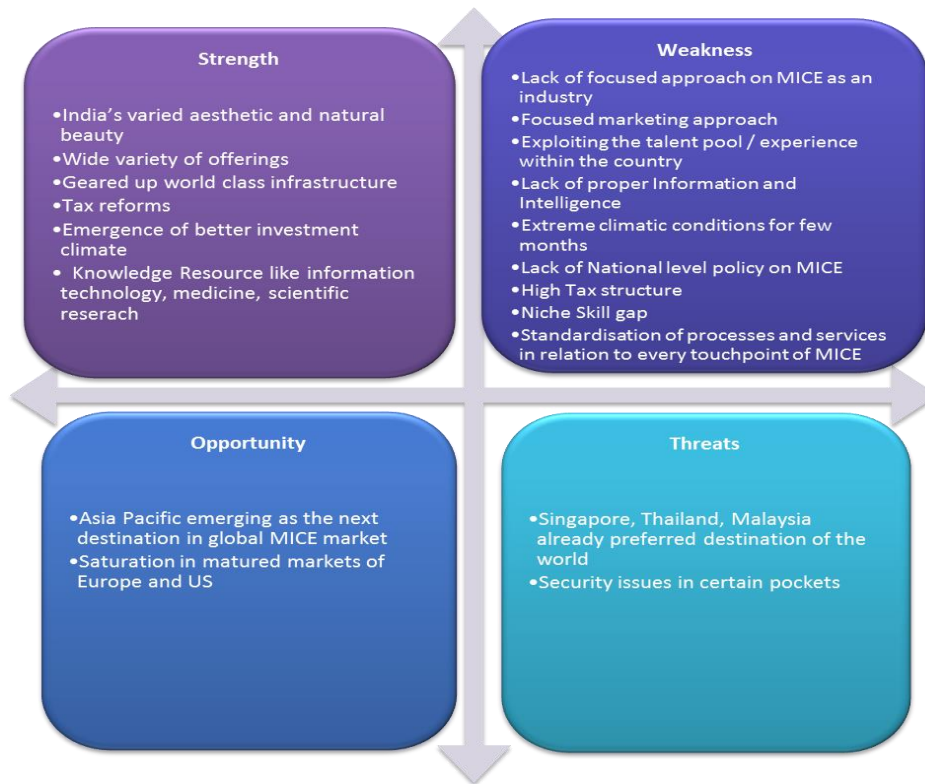 Strength
•India’s varied aesthetic and natural
beauty
•Wide variety of offerings
•Geared up world class infrastructure
•Tax reforms
•Emergence of better investment
climate
• Knowledge Resource like information
technology, medicine, scientific
reserach
Weakness
•Lack of focused approach on MICE as an
industry
•Focused marketing approach
•Exploiting the talent pool / experience
within the country
•Lack of proper Information and
Intelligence
•Extreme climatic conditions for few
months
•Lack of National level policy on MICE
•High Tax structure
•Niche Skill gap
•Standardisation of processes and services
in relation to every touchpoint of MICE
Opportunity
•Asia Pacific emerging as the next
destination in global MICE market
•Saturation in matured markets of
Europe and US
Threats
•Singapore, Thailand, Malaysia
already preferred destination of the
world
•Security issues in certain pockets